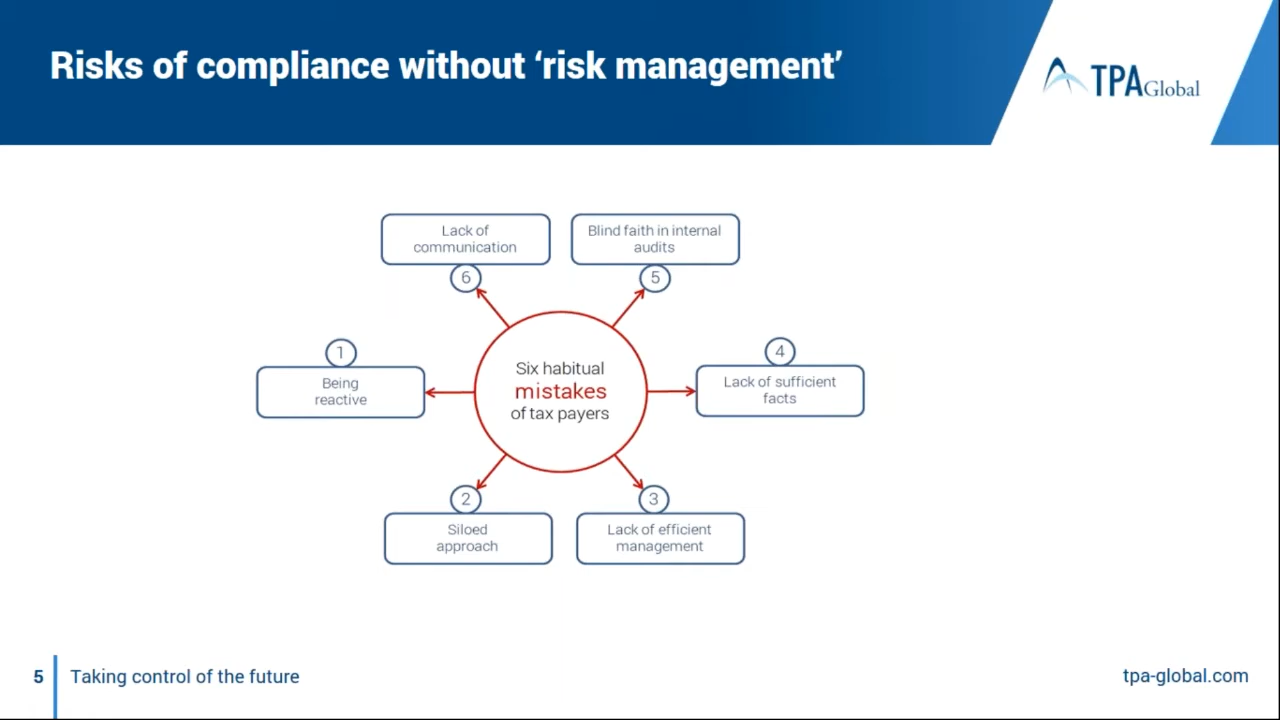 Risks of compliance without ‘risk management’
TPA Global
Lack of
communication
6
Blind faith in internal
audits
5
1
Being
reactive
Six habitual
mistakes
of tax payers
4
Lack of sufficient
facts
2
Siloed
approach
3
Lack of efficient
management
5
Taking control of the future
tpa-global.com